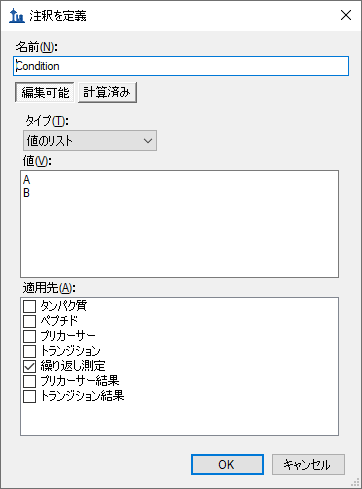 注釈を定義
名前(N):
Condition
編集可能 計算済み
タイプ(T):
値のリスト
値(V):
A
B
適用先(A):
タンパク質
ペプチド
プリカーサー
トランジション
繰り返し測定
プリカーサー結果
トランジション結果
OK キャンセル